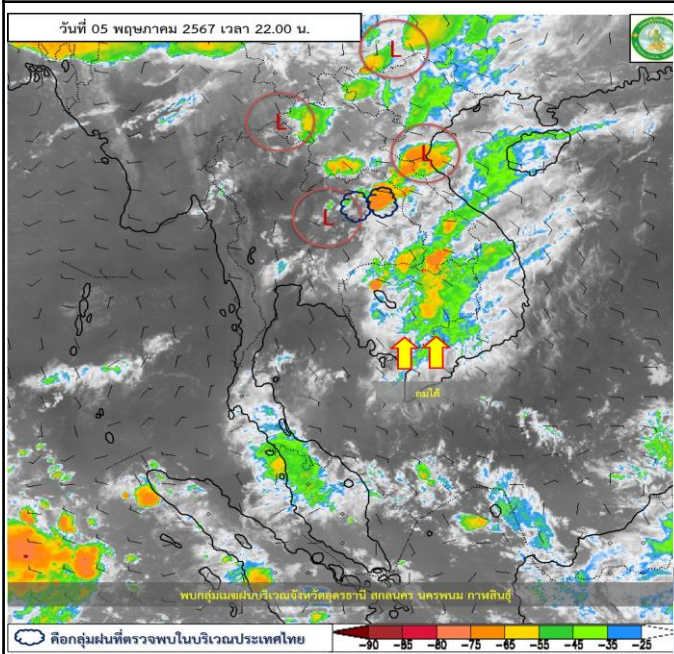 วันที่ 05 พฤษภาคม 2567 เวลา 22.00 น.
L
L
L
L
ลมใต้
พบกลุ่มเมฆฝนบริเวณจังหวัดอุดรธานี สกลนคร นครพนม กาฬสินธุ์
คือกลุ่มฝนที่ตรวจพบในบริเวณประเทศไทย
-90 -85 -80 -75 -65 -55 -45 -35 -25